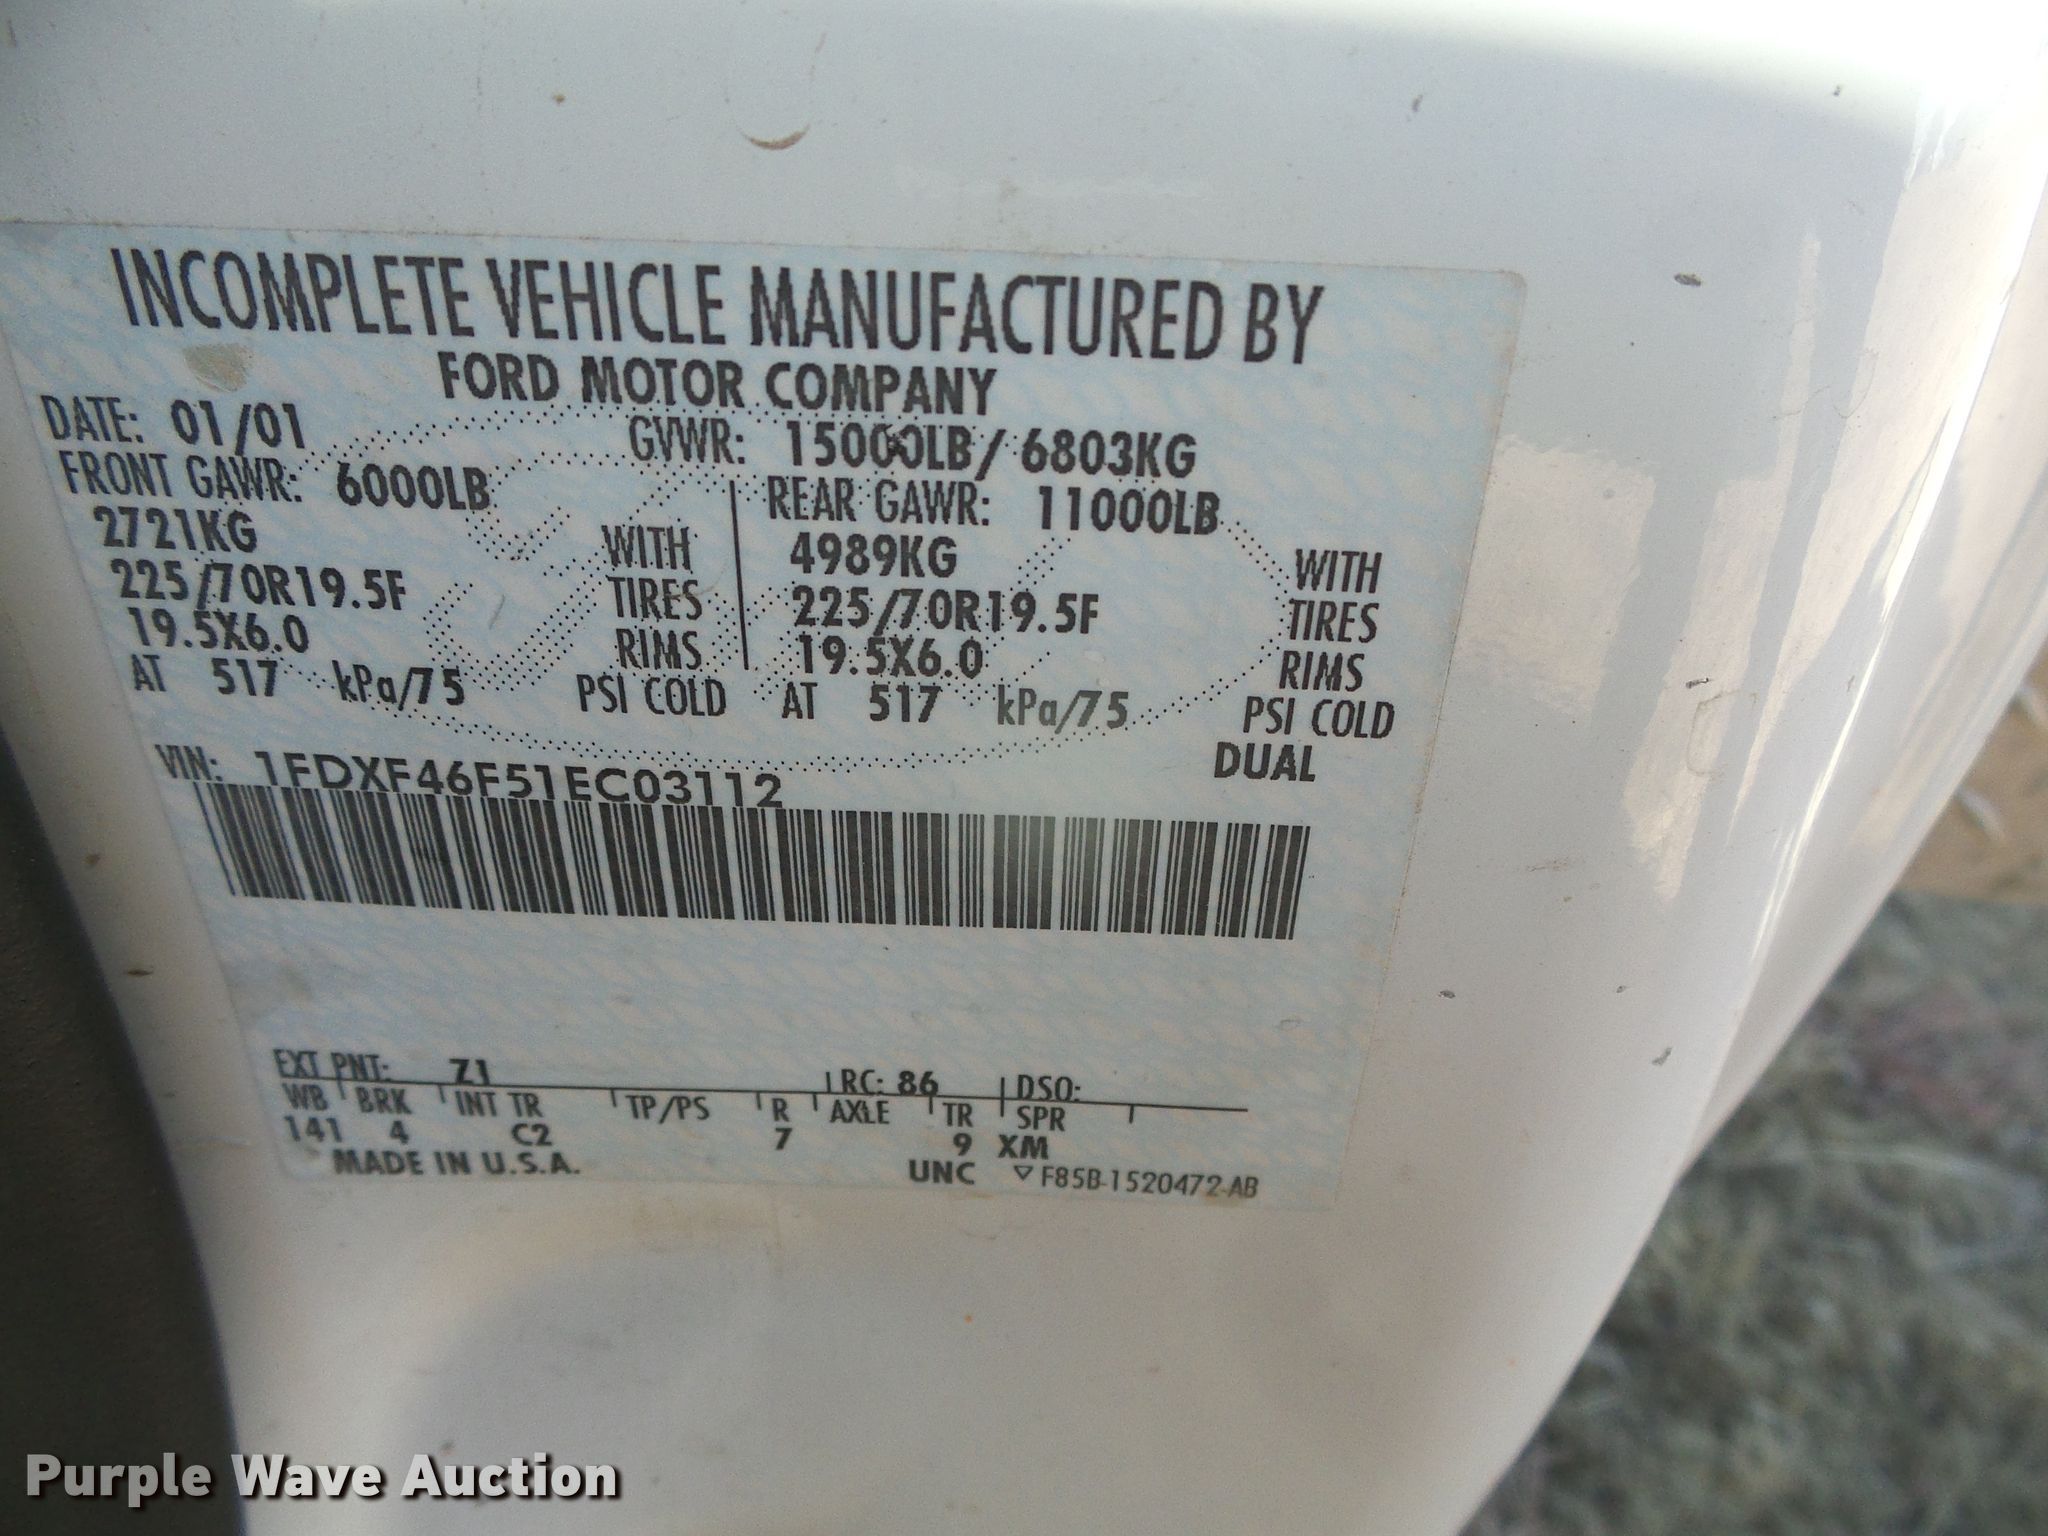 INCOMPLETE VEHICLE MANUFACTURED BY
FORD MOTOR COMPANY
DATE: 01/01 GVWR: 15000LB/ 6803KG
FRONT GAWR: 6000LB REAR GAWR: 11000LB
2721KG WITH 4989KG WITH
225/70R19.5F TIRES 225/70R19.5F TIRES
19.5X6.0 RIMS 19.5X6.0 RIMS
AT 517 kPa/75 PSI COLD AT 517 kPa/75 PSI COLD
DUAL
VIN: 1FDXF46F51EC03112
EXT PNT: Z1 RC: 86 DSO:
WB BRK INT TR TP/PS R AXLE TR SPR
141 4 C2 7 9 XM
MADE IN U.S.A. UNC ▽ F85B-1520472-AB
Purple Wave Auction